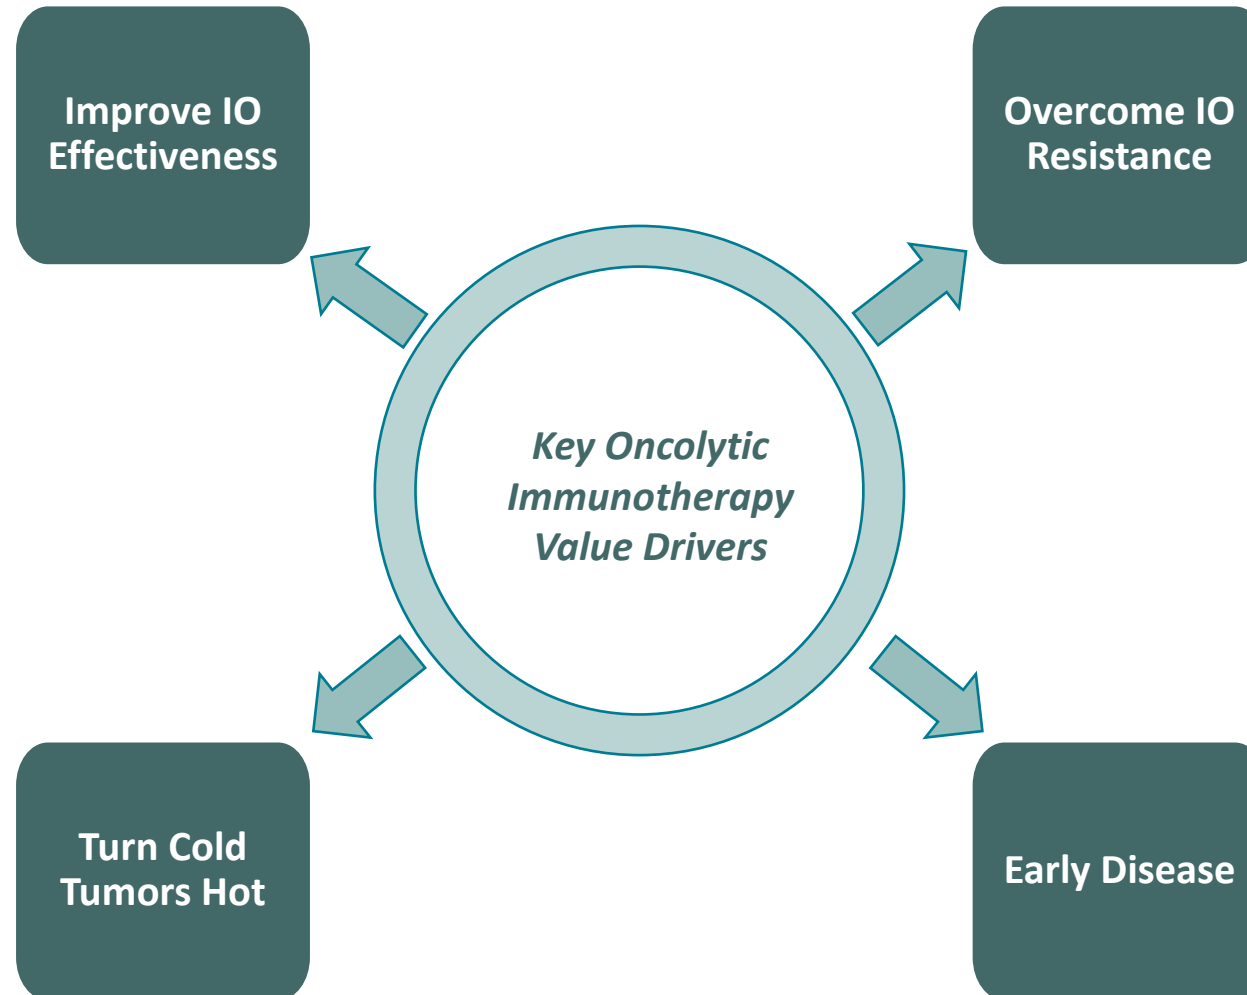 Improve IO
Effectiveness
Overcome IO
Resistance
Key Oncolytic
Immunotherapy
Value Drivers
Turn Cold
Tumors Hot
Early Disease